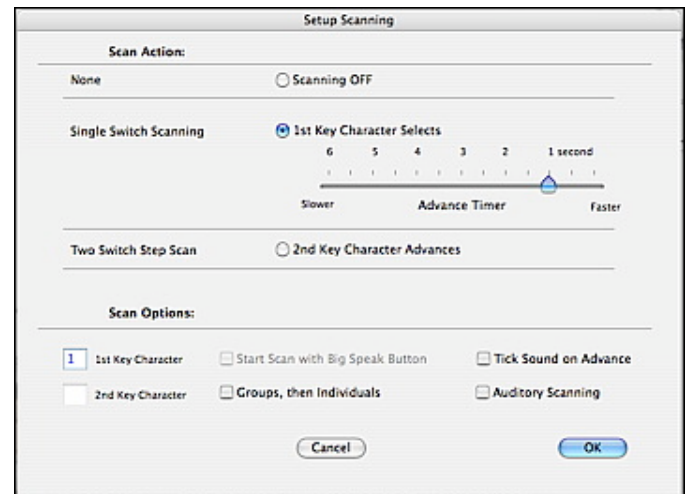 Setup Scanning
Scan Action:
None Scanning OFF
Single Switch Scanning 1st Key Character Selects
6 5 4 3 2 1 second
Slower Advance Timer Faster
Two Switch Step Scan 2nd Key Character Advances
Scan Options:
1 1st Key Character Start Scan with Big Speak Button Tick Sound on Advance
2nd Key Character Groups, then Individuals Auditory Scanning
Cancel OK